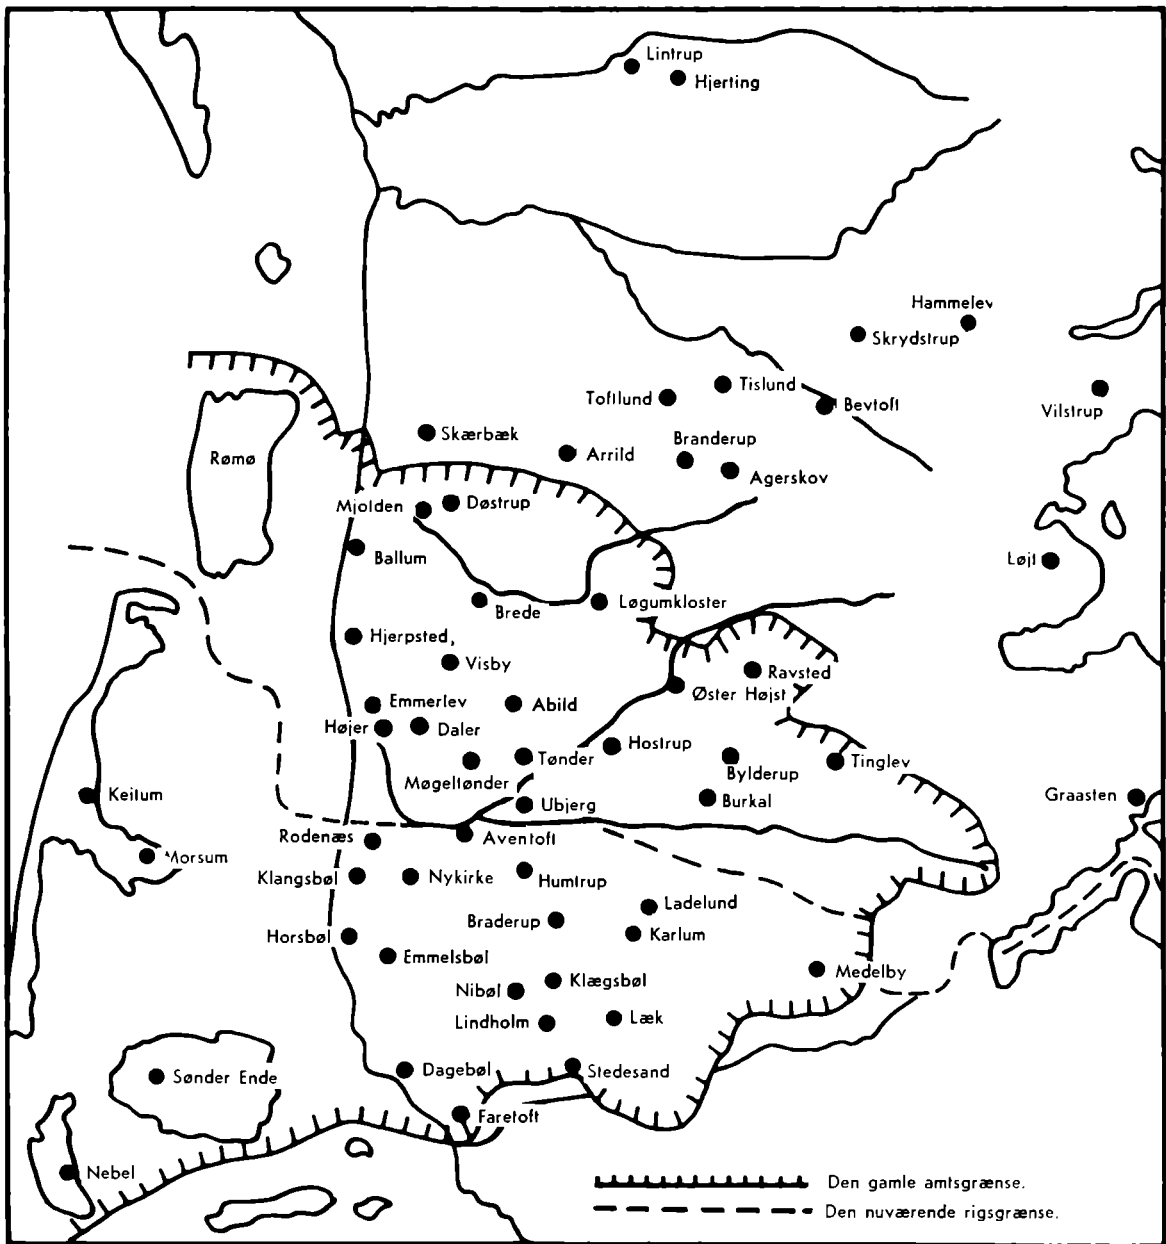 Lintrup
Hjerting
Hammelev
Skrydstrup
Tislund
Toftlund
Bevtoft
Vilstrup
Skærbæk
Branderup
Arrild
Rømø
Agerskov
Døstrup
Mjolden
Ballum
Løjt
Løgumkloster
Brede
Hjerpsted
Visby
Ravsted
Øster Højst
Emmerlev
Abild
Højer
Daler
Hostrup
Tønder
Møgeltønder
Bylderup
Tinglev
Keitum
Burkal
Graasten
Ubjerg
Rodenæs
Aventoft
Morsum
Klangsbøl
Nykirke
Humtrup
Ladelund
Braderup
Karlum
Horsbøl
Emmelsbøl
Medelby
Klægsbøl
Nibøl
Lindholm
Læk
Dagebøl
Stedesand
Sønder Ende
Faretoft
Nebel
Den gamle amtsgrænse.
Den nuværende rigsgrænse.